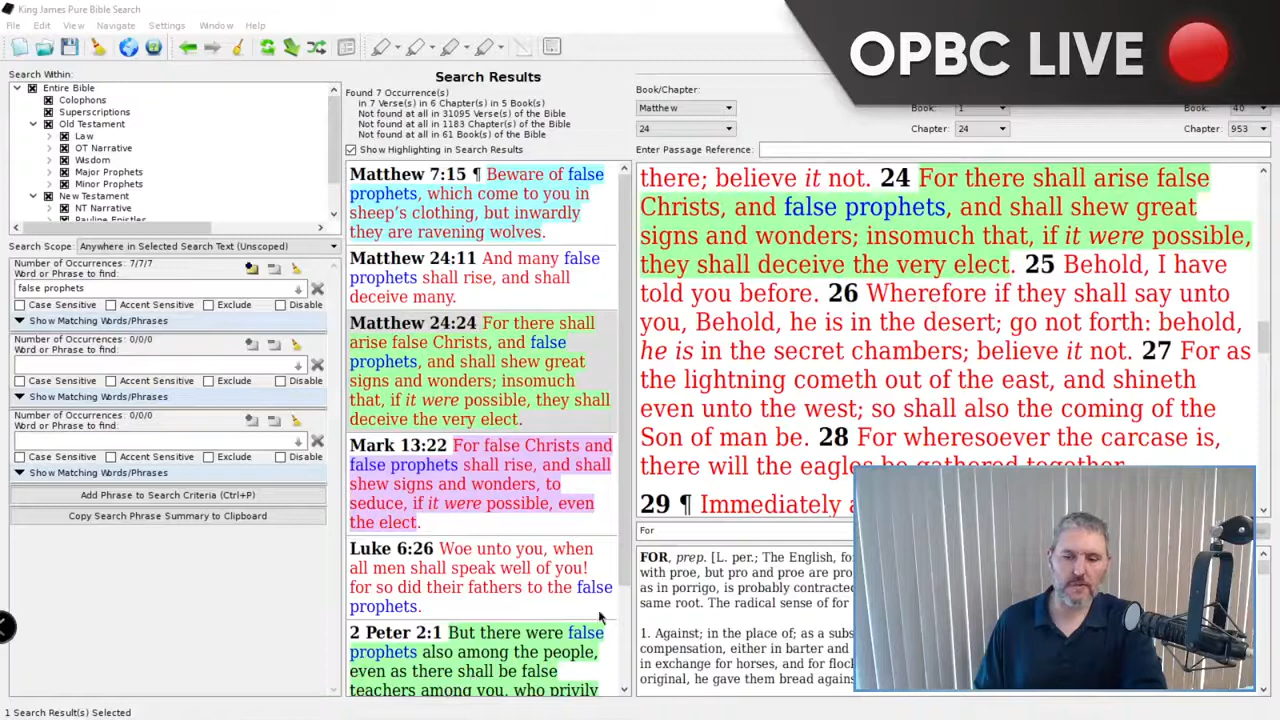 King James Pure Bible Search
File Edit View Navigate Settings Window Help
OPBC LIVE
Search Within:
Entire Bible
Colophons
Superscriptions
Old Testament
Law
OT Narrative
Wisdom
Major Prophets
Minor Prophets
New Testament
NT Narrative
Pauline Epistles
Search Scope: Anywhere in Selected Search Text (Unscoped)
Number of Occurrences: 7/7/7
Word or Phrase to find:
false prophets
Case Sensitive Accent Sensitive Exclude Disable
Show Matching Words/Phrases
Number of Occurrences: 0/0/0
Word or Phrase to find:
Case Sensitive Accent Sensitive Exclude Disable
Show Matching Words/Phrases
Number of Occurrences: 0/0/0
Word or Phrase to find:
Case Sensitive Accent Sensitive Exclude Disable
Show Matching Words/Phrases
Add Phrase to Search Criteria (Ctrl+P)
Copy Search Phrase Summary to Clipboard
1 Search Result(s) Selected
Search Results
Found 7 Occurrence(s)
in 7 Verse(s) in 6 Chapter(s) in 5 Book(s)
Not found at all in 31095 Verse(s) of the Bible
Not found at all in 1183 Chapter(s) of the Bible
Not found at all in 61 Book(s) of the Bible
Show Highlighting in Search Results
Matthew 7:15 ¶ Beware of false
prophets, which come to you in
sheep’s clothing, but inwardly
they are ravening wolves.
Matthew 24:11 And many false
prophets shall rise, and shall
deceive many.
Matthew 24:24 For there shall
arise false Christs, and false
prophets, and shall shew great
signs and wonders; insomuch
that, if it were possible, they shall
deceive the very elect.
Mark 13:22 For false Christs and
false prophets shall rise, and shall
shew signs and wonders, to
seduce, if it were possible, even
the elect.
Luke 6:26 Woe unto you, when
all men shall speak well of you!
for so did their fathers to the false
prophets.
2 Peter 2:1 But there were false
prophets also among the people,
even as there shall be false
teachers among you, who privily
Book/Chapter:
Matthew Book: 1 Book: 40
24 Chapter: 24 Chapter: 953
Enter Passage Reference:
there; believe it not. 24 For there shall arise false
Christs, and false prophets, and shall shew great
signs and wonders; insomuch that, if it were possible,
they shall deceive the very elect. 25 Behold, I have
told you before. 26 Wherefore if they shall say unto
you, Behold, he is in the desert; go not forth: behold,
he is in the secret chambers; believe it not. 27 For as
the lightning cometh out of the east, and shineth
even unto the west; so shall also the coming of the
Son of man be. 28 For wheresoever the carcase is,
there will the eagles be gathered together.
29 ¶ Immediately
For
FOR, prep. [L. per.; The English, for
with proe, but pro and proe are pro
as in porrigo, is probably contracted
same root. The radical sense of for
1. Against; in the place of; as a subs
compensation, either in barter and
in exchange for horses, and for flock
original, he gave them bread agains